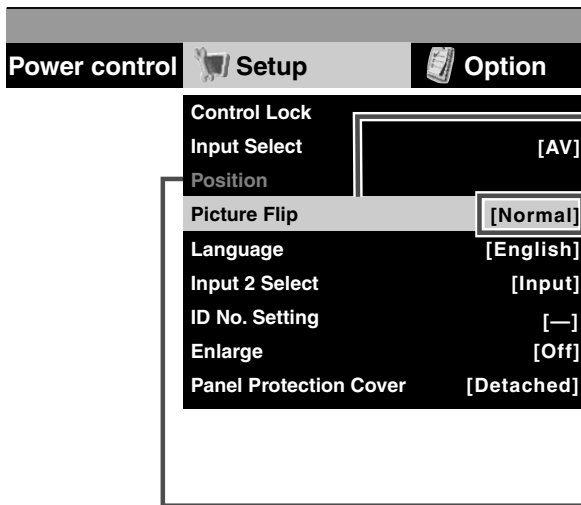 Power control Setup Option
Control Lock
Input Select [AV]
Position
Picture Flip [Normal]
Language [English]
Input 2 Select [Input]
ID No. Setting [—]
Enlarge [Off]
Panel Protection Cover [Detached]